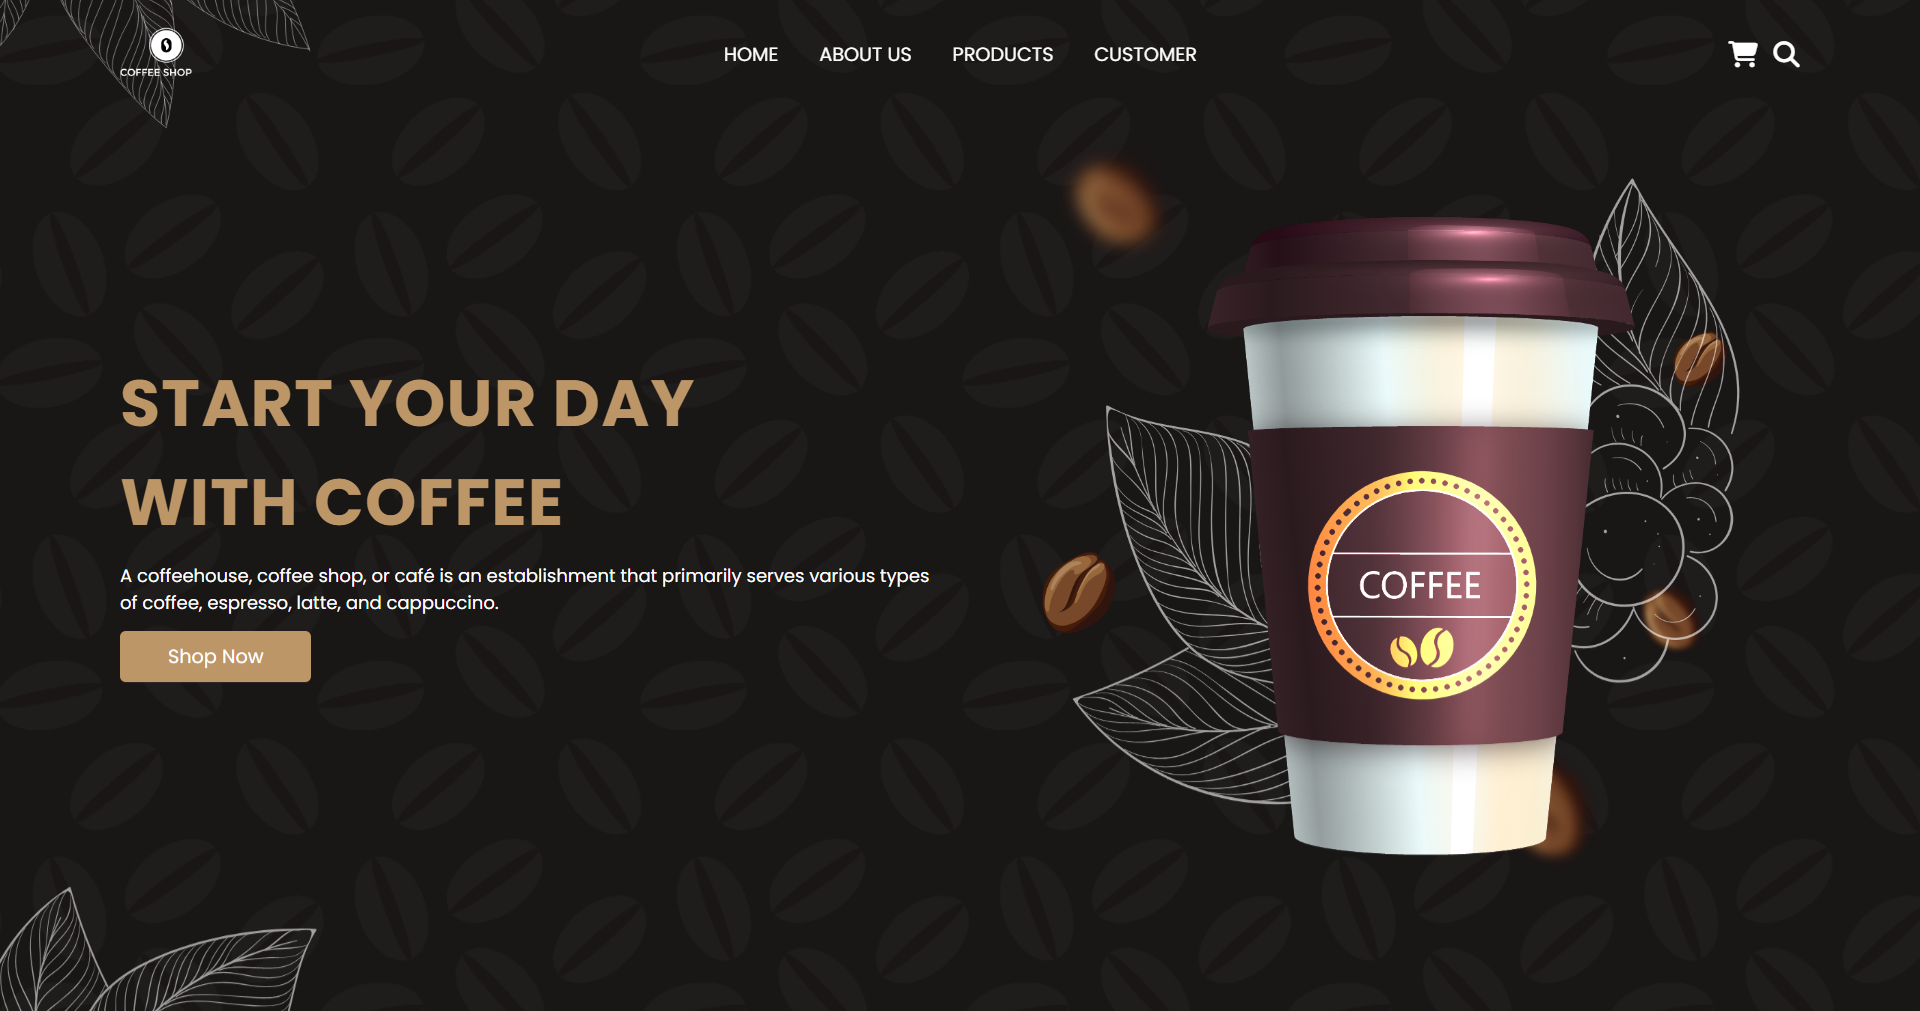 COFFEE SHOP
HOME
ABOUT US
PRODUCTS
CUSTOMER
START YOUR DAY
WITH COFFEE
A coffeehouse, coffee shop, or café is an establishment that primarily serves various types
of coffee, espresso, latte, and cappuccino.
Shop Now
COFFEE